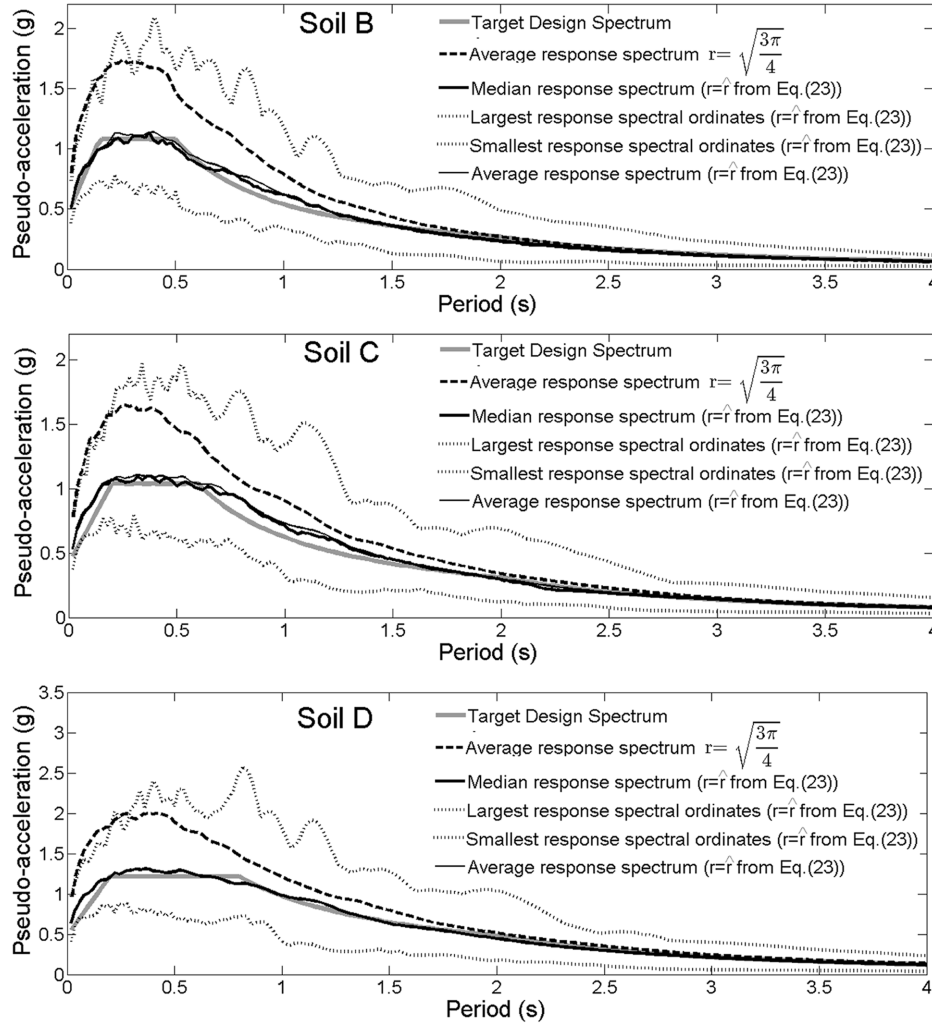 Soil B
Pseudo-acceleration (g)
2
1.5
1
0.5
0
Target Design Spectrum
Average response spectrum r= √(3π/4)
Median response spectrum (r=r̂ from Eq.(23))
Largest response spectral ordinates (r=r̂ from Eq.(23))
Smallest response spectral ordinates (r=r̂ from Eq.(23))
Average response spectrum (r=r̂ from Eq.(23))
0 0.5 1 1.5 2 2.5 3 3.5 4
Period (s)
Soil C
Pseudo-acceleration (g)
2
1.5
1
0.5
0
Target Design Spectrum
Average response spectrum r= √(3π/4)
Median response spectrum (r=r̂ from Eq.(23))
Largest response spectral ordinates (r=r̂ from Eq.(23))
Smallest response spectral ordinates (r=r̂ from Eq.(23))
Average response spectrum (r=r̂ from Eq.(23))
0 0.5 1 1.5 2 2.5 3 3.5 4
Period (s)
Soil D
Pseudo-acceleration (g)
3.5
3
2.5
2
1.5
1
0.5
0
Target Design Spectrum
Average response spectrum r= √(3π/4)
Median response spectrum (r=r̂ from Eq.(23))
Largest response spectral ordinates (r=r̂ from Eq.(23))
Smallest response spectral ordinates (r=r̂ from Eq.(23))
Average response spectrum (r=r̂ from Eq.(23))
0 0.5 1 1.5 2 2.5 3 3.5 4
Period (s)